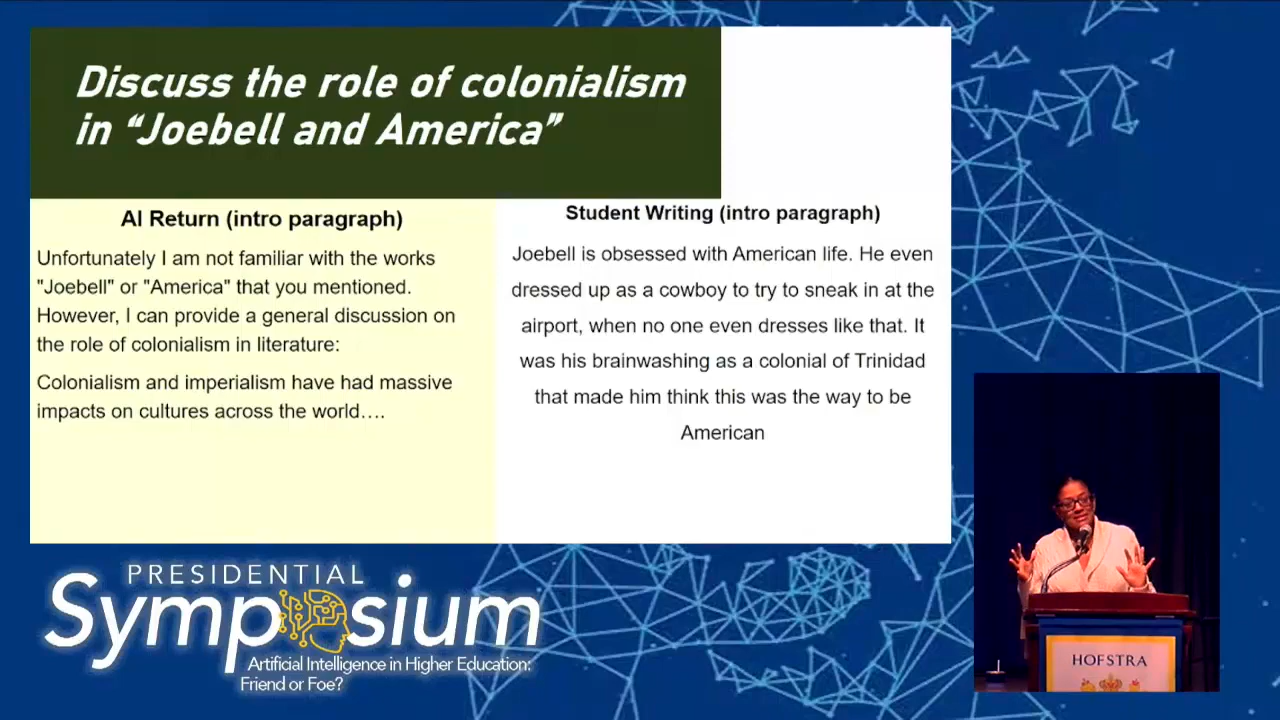 Discuss the role of colonialism
in “Joebell and America”
AI Return (intro paragraph)
Unfortunately I am not familiar with the works
"Joebell" or "America" that you mentioned.
However, I can provide a general discussion on
the role of colonialism in literature:
Colonialism and imperialism have had massive
impacts on cultures across the world….
Student Writing (intro paragraph)
Joebell is obsessed with American life. He even
dressed up as a cowboy to try to sneak in at the
airport, when no one even dresses like that. It
was his brainwashing as a colonial of Trinidad
that made him think this was the way to be
American
PRESIDENTIAL
Symposium
Artificial Intelligence in Higher Education:
Friend or Foe?
HOFSTRA